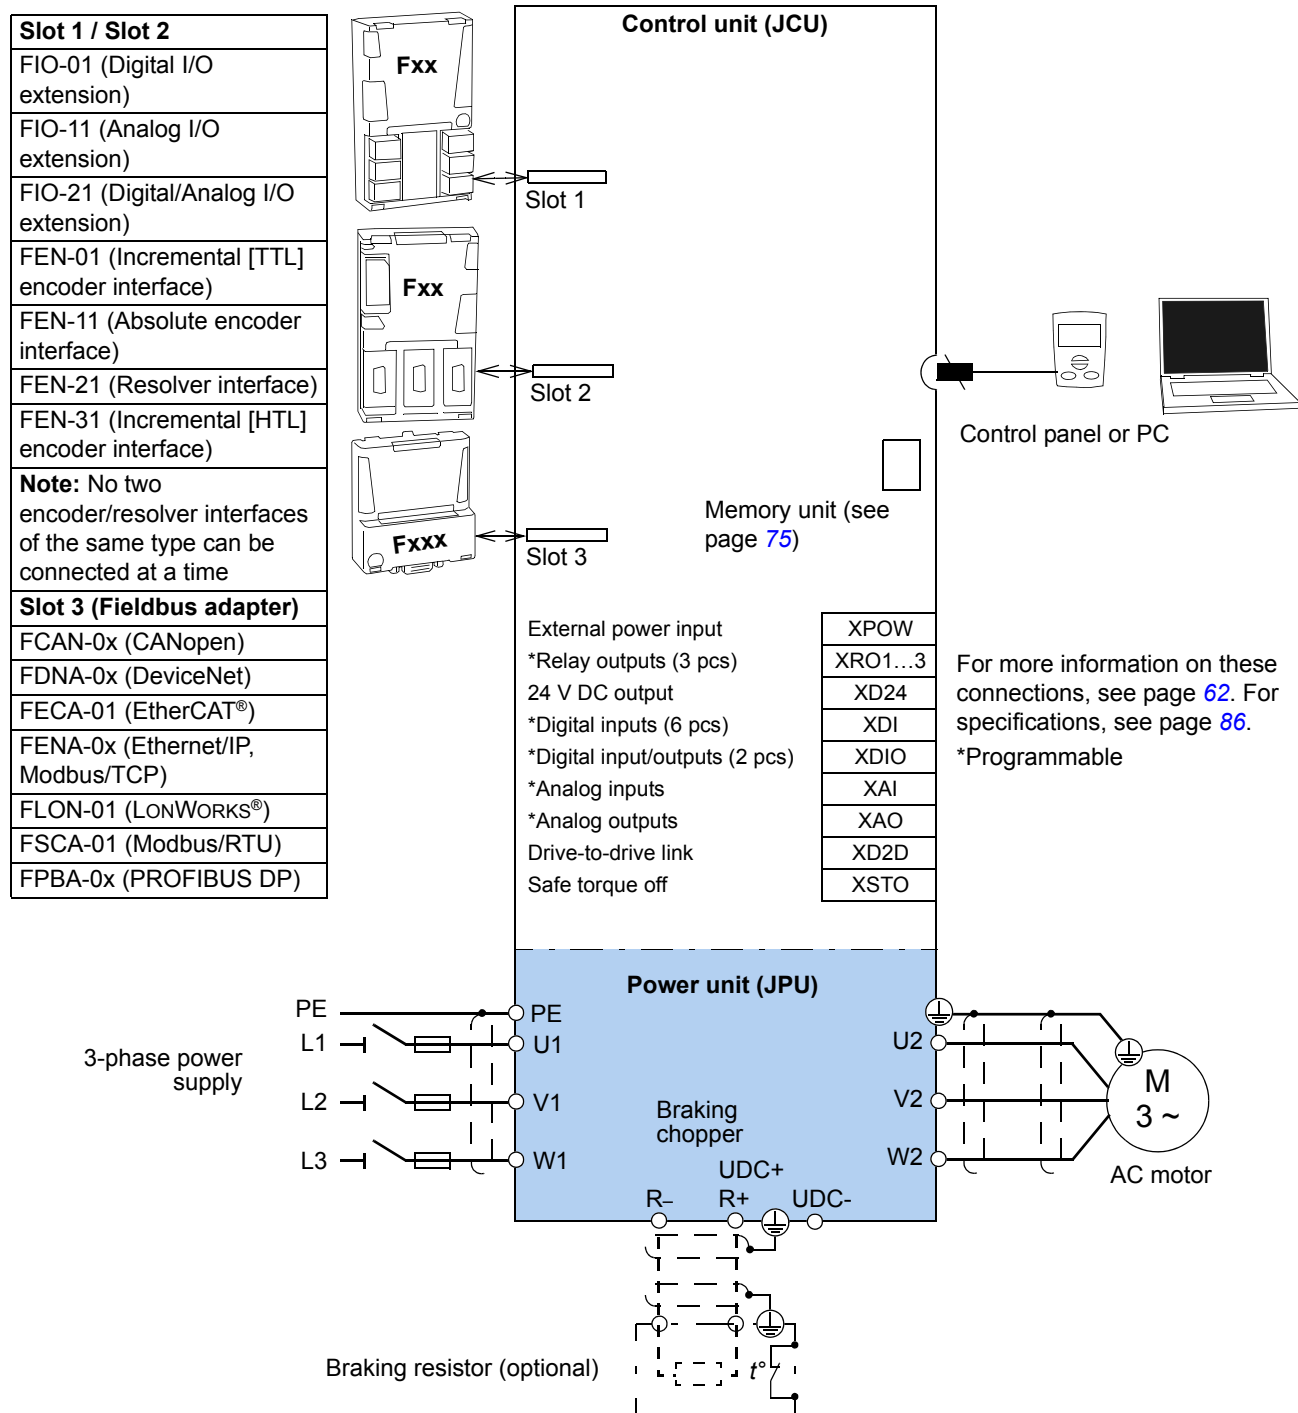 Slot 1 / Slot 2
FIO-01 (Digital I/O
extension)
FIO-11 (Analog I/O
extension)
FIO-21 (Digital/Analog I/O
extension)
FEN-01 (Incremental [TTL]
encoder interface)
FEN-11 (Absolute encoder
interface)
FEN-21 (Resolver interface)
FEN-31 (Incremental [HTL]
encoder interface)
Note: No two
encoder/resolver interfaces
of the same type can be
connected at a time
Slot 3 (Fieldbus adapter)
FCAN-0x (CANopen)
FDNA-0x (DeviceNet)
FECA-01 (EtherCAT®)
FENA-0x (Ethernet/IP,
Modbus/TCP)
FLON-01 (LONWORKS®)
FSCA-01 (Modbus/RTU)
FPBA-0x (PROFIBUS DP)
Fxx
Fxx
Fxxx
Control unit (JCU)
Slot 1
Slot 2
Slot 3
Control panel or PC
Memory unit (see
page 75)
External power input XPOW
*Relay outputs (3 pcs) XRO1…3
24 V DC output XD24
*Digital inputs (6 pcs) XDI
*Digital input/outputs (2 pcs) XDIO
*Analog inputs XAI
*Analog outputs XAO
Drive-to-drive link XD2D
Safe torque off XSTO
For more information on these
connections, see page 62. For
specifications, see page 86.
*Programmable
Power unit (JPU)
3-phase power
supply
PE
L1
L2
L3
PE
U1
V1
W1
Braking
chopper
UDC+
R–
R+
UDC-
U2
V2
W2
M
3 ~
AC motor
Braking resistor (optional)
t°